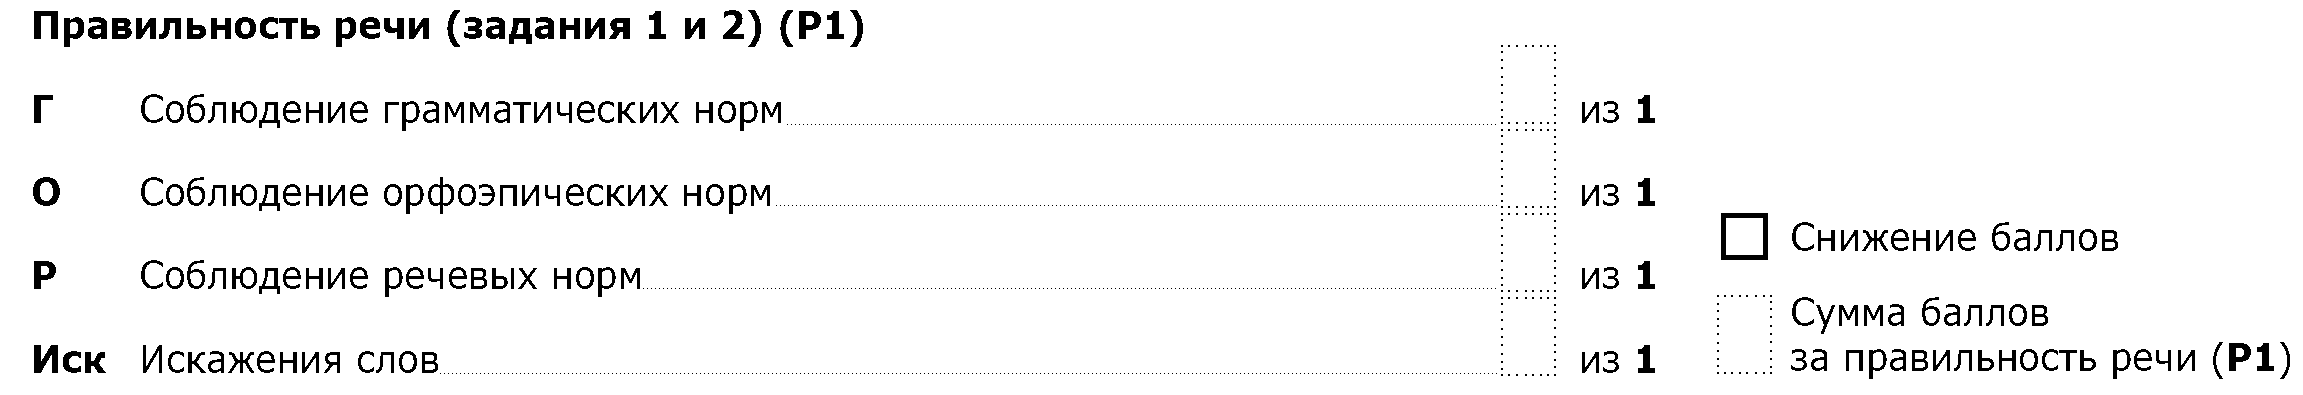 Правильность речи (задания 1 и 2) (Р1)
Г Соблюдение грамматических норм из 1
О Соблюдение орфоэпических норм из 1
Р Соблюдение речевых норм из 1
Иск Искажения слов из 1
Снижение баллов
Сумма баллов
за правильность речи (Р1)